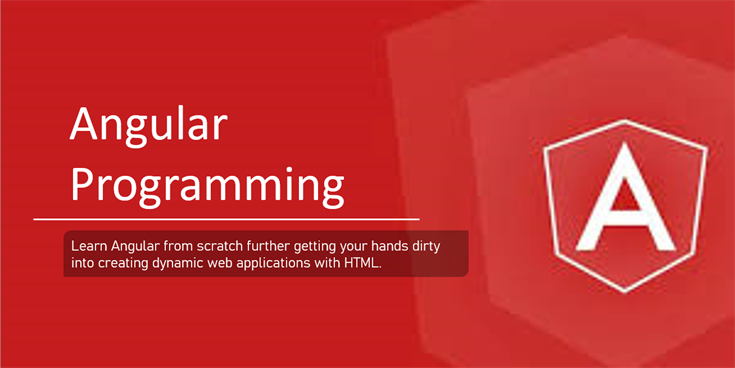 Angular
Programming
Learn Angular from scratch further getting your hands dirty
into creating dynamic web applications with HTML.
A